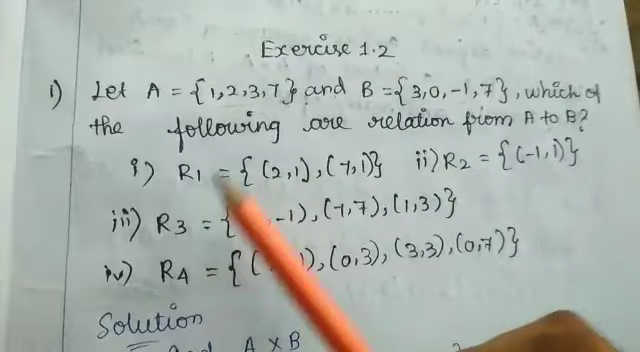 Exercise 1.2
1) Let A = {1,2,3,7} and B = {3,0,-1,7}, which of
the following are relation from A to B?
i) R1 = { (2,1), (7,1)} ii) R2 = {(-1,1)}
iii) R3 = { ,-1), (7,7), (1,3)}
iv) R4 = {( 1), (0,3), (3,3), (0,7)}
Solution
A X B